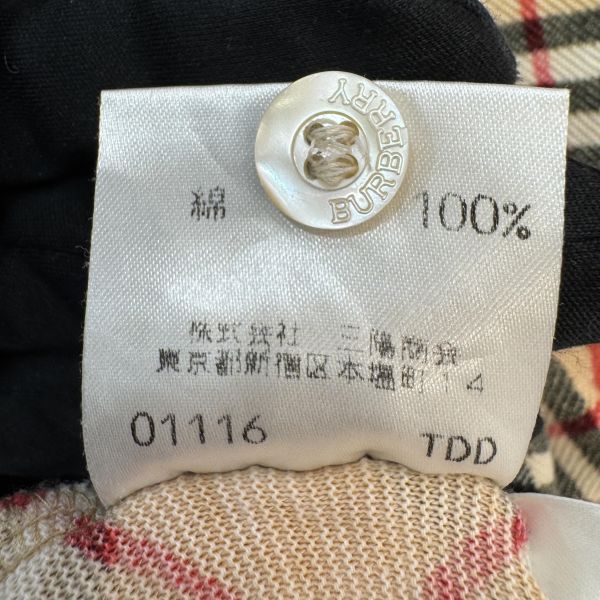 BURBERRY
綿 100%
株式会社 三陽商会
東京都新宿区本塩町14
01116 TDD